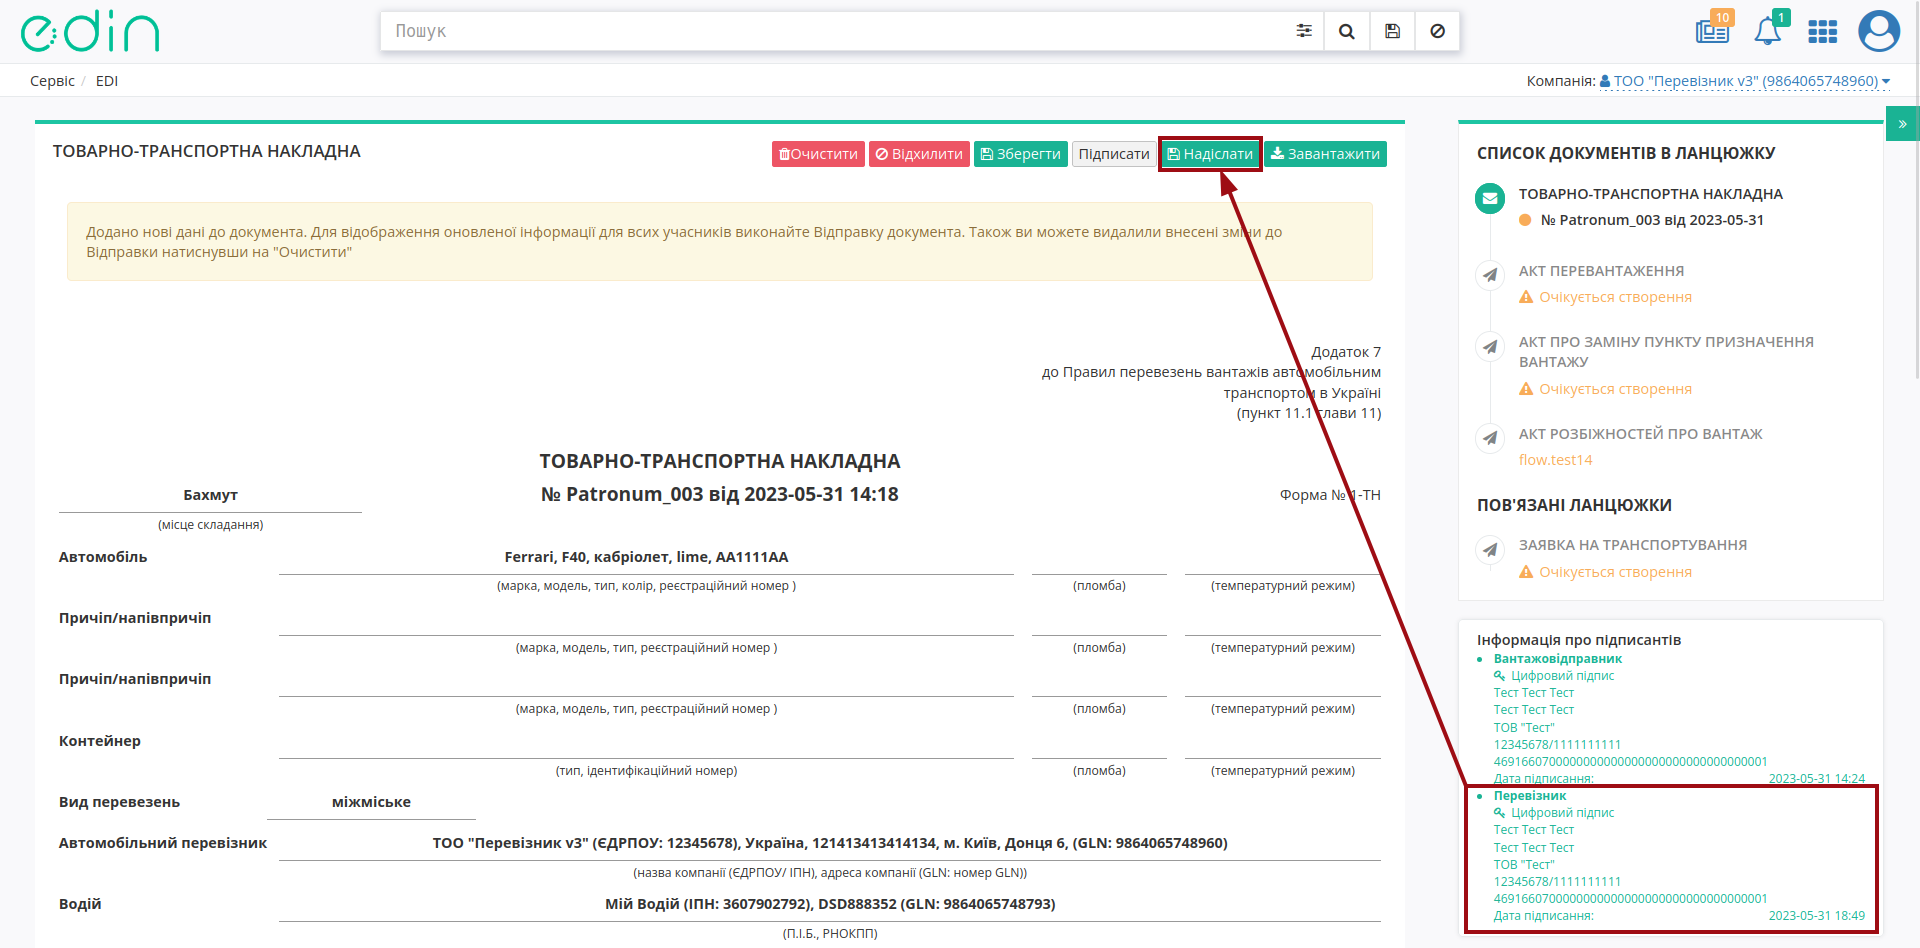 edin
Пошук
10
1
Сервіс / EDI
Компанія: ТОО "Перевізник v3" (9864065748960)
ТОВАРНО-ТРАНСПОРТНА НАКЛАДНА
Очистити Відхилити Зберегти Підписати Надіслати Завантажити
Додано нові дані до документа. Для відображення оновленої інформації для всих учасників виконайте Відправку документа. Також ви можете видалили внесені зміни до
Відправки натиснувши на "Очистити"
Додаток 7
до Правил перевезень вантажів автомобільним
транспортом в Україні
(пункт 11.1 глави 11)
ТОВАРНО-ТРАНСПОРТНА НАКЛАДНА
Бахмут
№ Patronum_003 від 2023-05-31 14:18
Форма № 1-ТН
(місце складання)
Автомобіль
Ferrari, F40, кабріолет, lime, AA1111AA
(марка, модель, тип, колір, реєстраційний номер )
(пломба)
(температурний режим)
Причіп/напівпричіп
(марка, модель, тип, реєстраційний номер )
(пломба)
(температурний режим)
Причіп/напівпричіп
(марка, модель, тип, реєстраційний номер )
(пломба)
(температурний режим)
Контейнер
(тип, ідентифікаційний номер)
(пломба)
(температурний режим)
Вид перевезень
міжміське
Автомобільний перевізник
ТОО "Перевізник v3" (ЄДРПОУ: 12345678), Україна, 121413413414134, м. Київ, Донця 6, (GLN: 9864065748960)
(назва компанії (ЄДРПОУ/ ІПН), адреса компанії (GLN: номер GLN))
Водій
Мій Водій (ІПН: 3607902792), DSD888352 (GLN: 9864065748793)
(П.І.Б., РНОКПП)
»
СПИСОК ДОКУМЕНТІВ В ЛАНЦЮЖКУ
ТОВАРНО-ТРАНСПОРТНА НАКЛАДНА
№ Patronum_003 від 2023-05-31
АКТ ПЕРЕВАНТАЖЕННЯ
Очікується створення
АКТ ПРО ЗАМІНУ ПУНКТУ ПРИЗНАЧЕННЯ
ВАНТАЖУ
Очікується створення
АКТ РОЗБІЖНОСТЕЙ ПРО ВАНТАЖ
flow.test14
ПОВ'ЯЗАНІ ЛАНЦЮЖКИ
ЗАЯВКА НА ТРАНСПОРТУВАННЯ
Очікується створення
Інформація про підписантів
Вантажовідправник
Цифровий підпис
Тест Тест Тест
Тест Тест Тест
ТОВ "Тест"
12345678/1111111111
Дата підписання: 2023-05-31 14:24
Перевізник
Цифровий підпис
Тест Тест Тест
Тест Тест Тест
ТОВ "Тест"
12345678/1111111111
Дата підписання: 2023-05-31 18:49